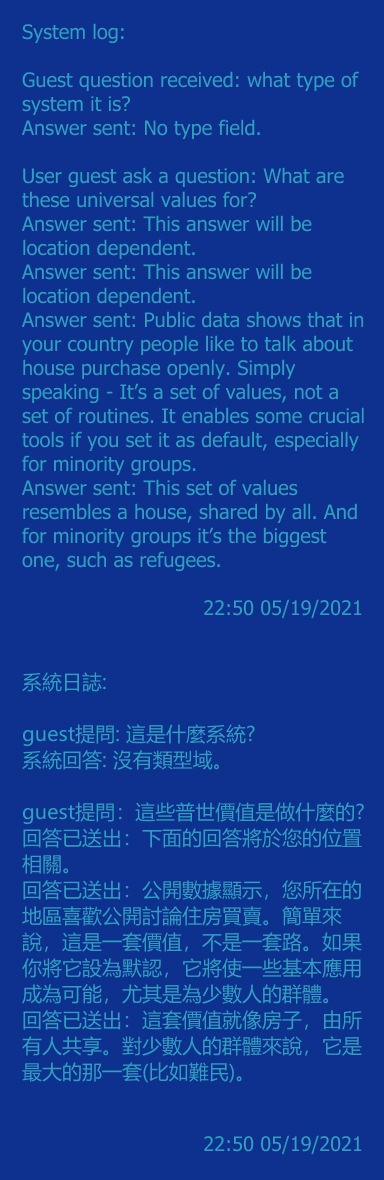 System log:
Guest question received: what type of
system it is?
Answer sent: No type field.
User guest ask a question: What are
these universal values for?
Answer sent: This answer will be
location dependent.
Answer sent: This answer will be
location dependent.
Answer sent: Public data shows that in
your country people like to talk about
house purchase openly. Simply
speaking - It’s a set of values, not a
set of routines. It enables some crucial
tools if you set it as default, especially
for minority groups.
Answer sent: This set of values
resembles a house, shared by all. And
for minority groups it’s the biggest
one, such as refugees.
22:50 05/19/2021
系統日誌:
guest提問: 這是什麼系統?
系統回答: 沒有類型域。
guest提問：這些普世價值是做什麼的?
回答已送出：下面的回答將於您的位置
相關。
回答已送出：公開數據顯示，您所在的
地區喜歡公開討論住房買賣。簡單來
說，這是一套價值，不是一套路。如果
你將它設為默認，它將使一些基本應用
成為可能，尤其是為少數人的群體。
回答已送出：這套價值就像房子，由所
有人共享。對少數人的群體來說，它是
最大的那一套(比如難民)。
22:50 05/19/2021